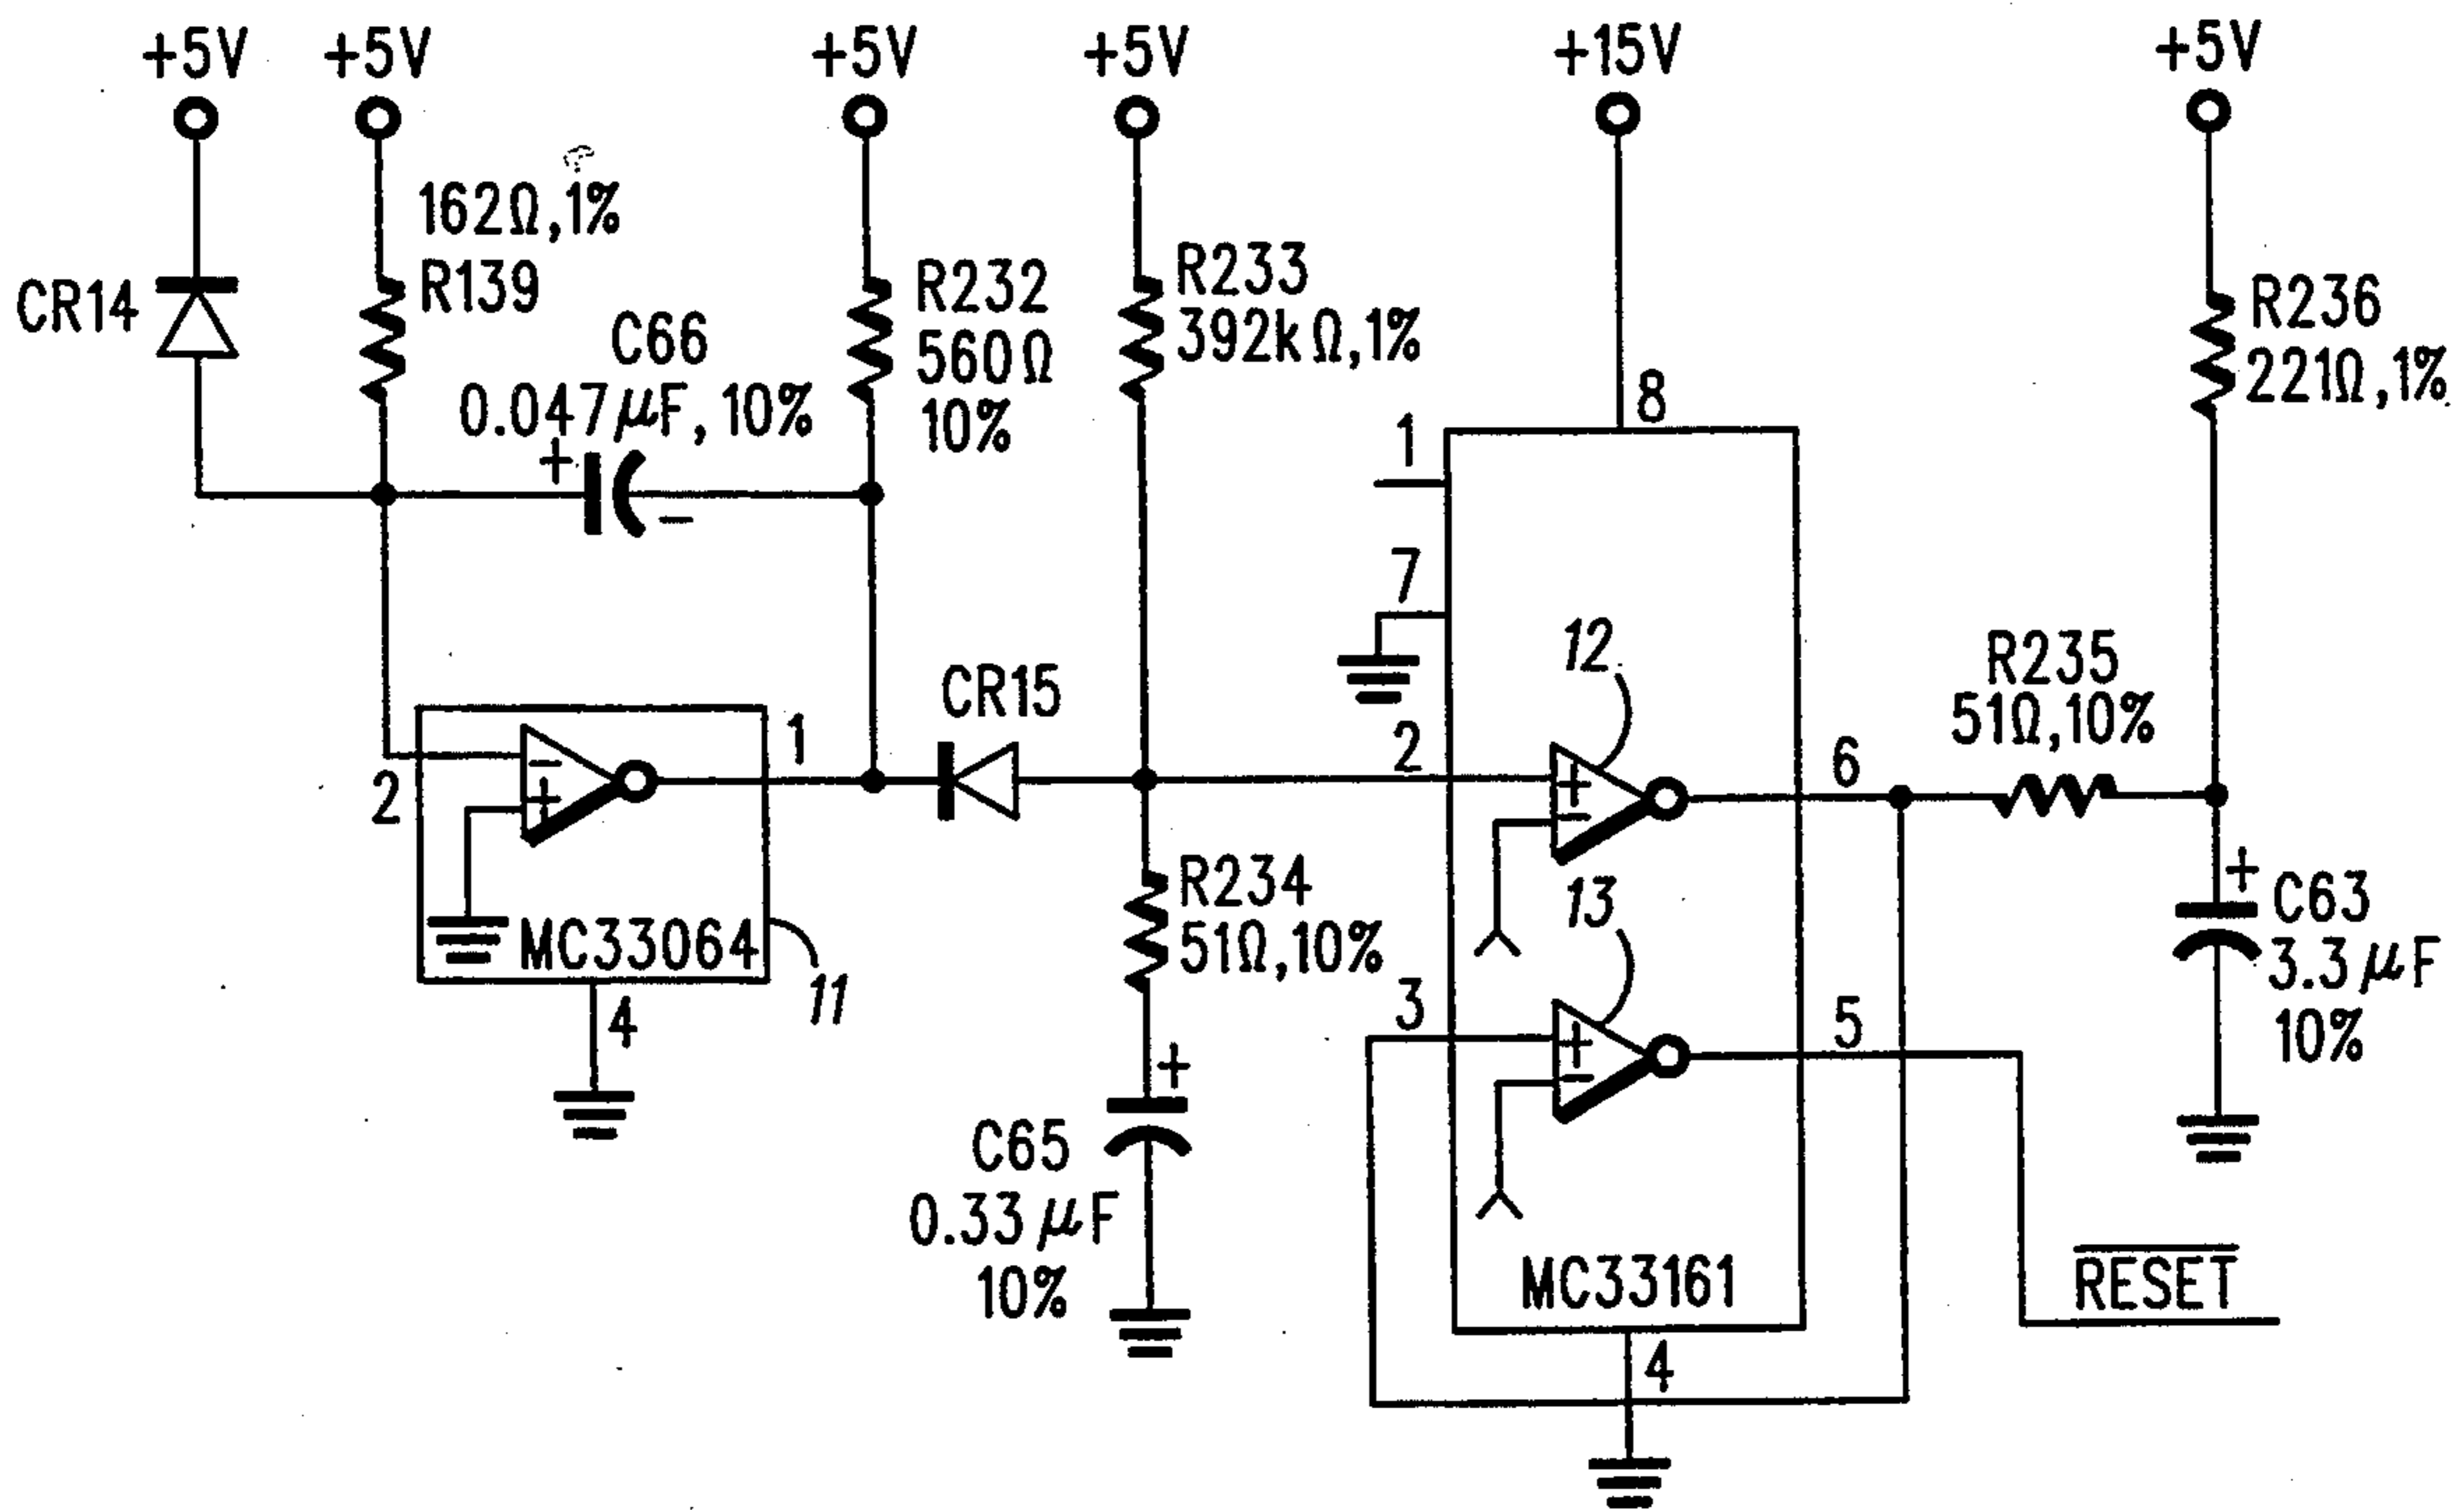 +5V
+5V
+5V
+5V
+15V
+5V
162Ω,1%
R139
CR14
C66
0.047μF, 10%
+
−
R232
560Ω
10%
R233
392kΩ,1%
R236
221Ω,1%
8
1
7
12
CR15
1
2
−
+
MC33064
11
4
2
+
−
6
R235
51Ω,10%
R234
51Ω,10%
13
+
C63
3.3μF
10%
3
+
−
5
+
C65
0.33μF
10%
MC33161
4
RESET